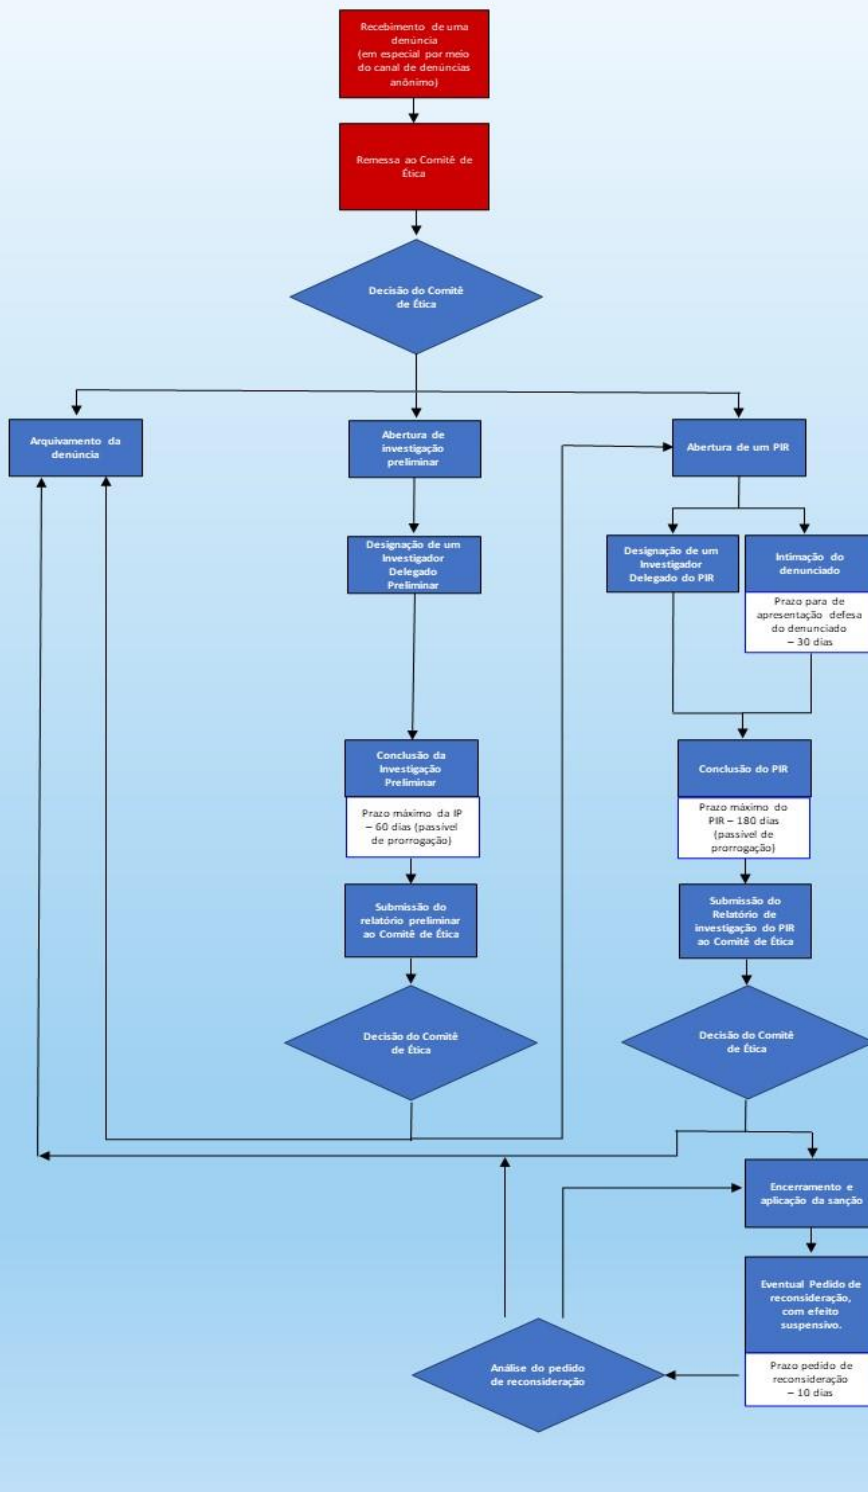 Recebimento de uma
denúncia
(em especial por meio
do canal de denúncias
anônimo)
Remessa ao Comitê de
Ética
Decisão do Comitê
de Ética
Arquivamento da
denúncia
Abertura de
investigação
preliminar
Abertura de um PIR
Designação de um
Investigador
Delegado
Preliminar
Designação de um
Investigador
Delegado do PIR
Intimação do
denunciado
Prazo para de
apresentação defesa
do denunciado
– 30 dias
Conclusão da
Investigação
Preliminar
Prazo máximo da IP
– 60 dias (passível
de prorrogação)
Conclusão do PIR
Prazo máximo do
PIR – 180 dias
(passível de
prorrogação)
Submissão do
relatório preliminar
ao Comitê de Ética
Submissão do
Relatório de
investigação do PIR
ao Comitê de Ética
Decisão do Comitê
de Ética
Decisão do Comitê
de Ética
Encerramento e
aplicação da sanção
Eventual Pedido de
reconsideração,
com efeito
suspensivo.
Prazo pedido de
reconsideração
– 10 dias
Análise do pedido
de reconsideração